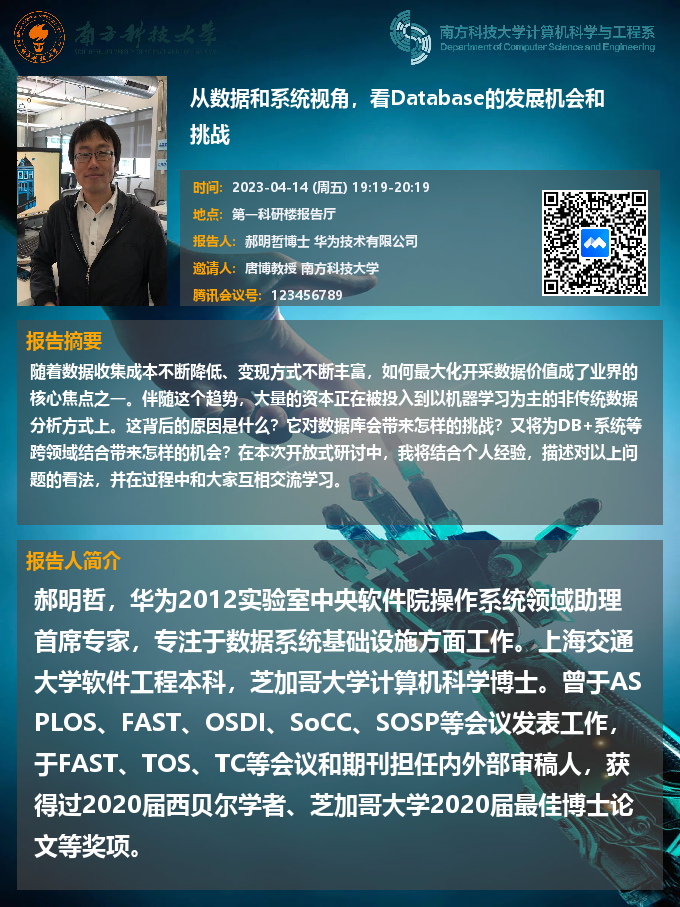 南方科技大学
南方科技大学计算机科学与工程系
Department of Computer Science and Engineering
从数据和系统视角，看Database的发展机会和
挑战
时间：2023-04-14 (周五) 19:19-20:19
地点：第一科研楼报告厅
报告人：郝明哲博士 华为技术有限公司
邀请人：唐博教授 南方科技大学
腾讯会议号：123456789
报告摘要
随着数据收集成本不断降低、变现方式不断丰富，如何最大化开采数据价值成了业界的
核心焦点之一。伴随这个趋势，大量的资本正在被投入到以机器学习为主的非传统数据
分析方式上。这背后的原因是什么？它对数据库会带来怎样的挑战？又将为DB+系统等
跨领域结合带来怎样的机会？在本次开放式研讨中，我将结合个人经验，描述对以上问
题的看法，并在过程中和大家互相交流学习。
报告人简介
郝明哲，华为2012实验室中央软件院操作系统领域助理
首席专家，专注于数据系统基础设施方面工作。上海交通
大学软件工程本科，芝加哥大学计算机科学博士。曾于AS
PLOS、FAST、OSDI、SoCC、SOSP等会议发表工作，
于FAST、TOS、TC等会议和期刊担任内外部审稿人，获
得过2020届西贝尔学者、芝加哥大学2020届最佳博士论
文等奖项。